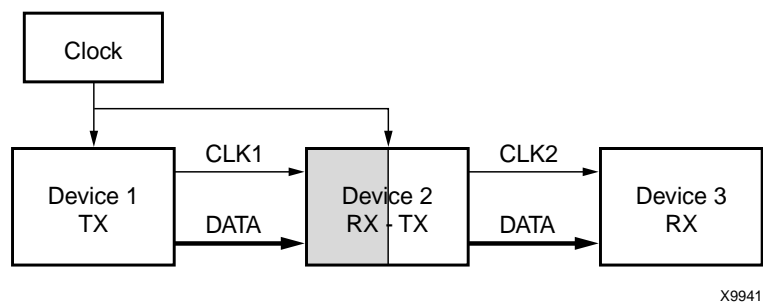 Clock
CLK1
CLK2
Device 1
TX
Device 2
RX - TX
Device 3
RX
DATA
DATA
X9941